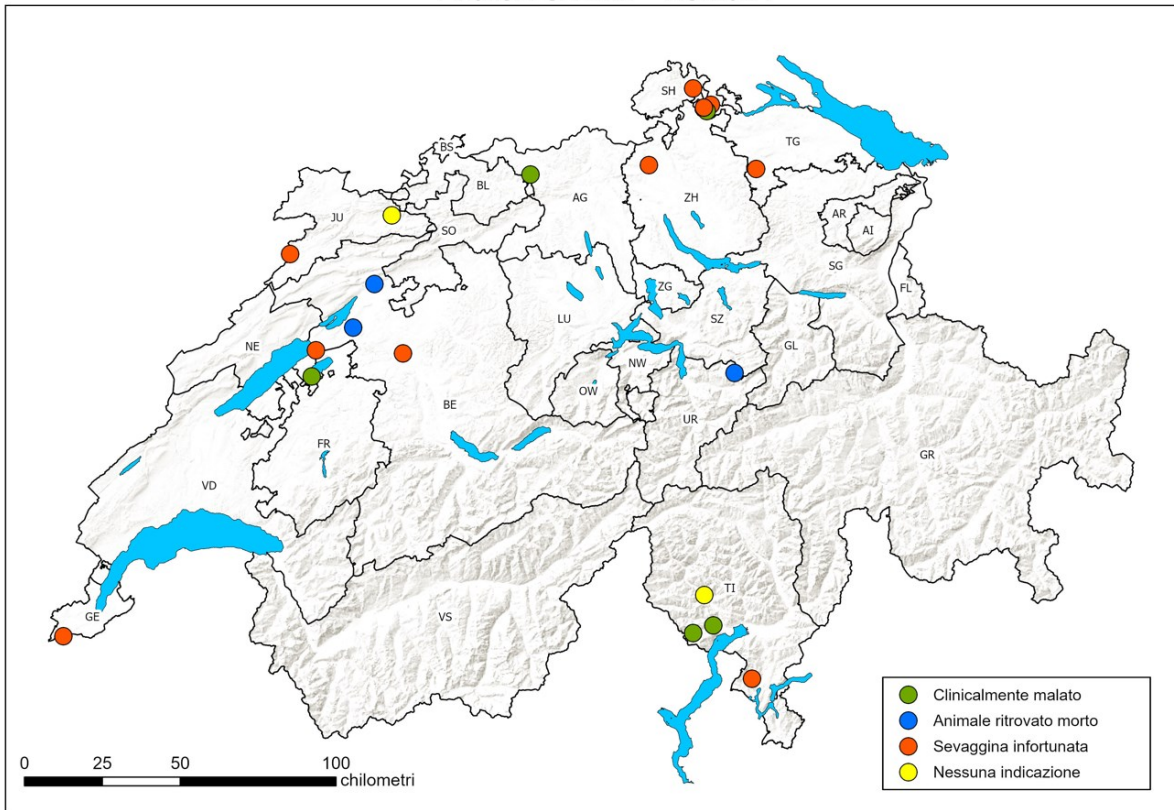 SH
TG
BS
BL
AG
ZH
JU
SO
AR
AI
SG
FL
ZG
LU
SZ
NE
GL
NW
OW
BE
UR
FR
GR
VD
TI
GE
VS
Clinicalmente malato
Animale ritrovato morto
Sevaggina infortunata
Nessuna indicazione
0 25 50 100
chilometri